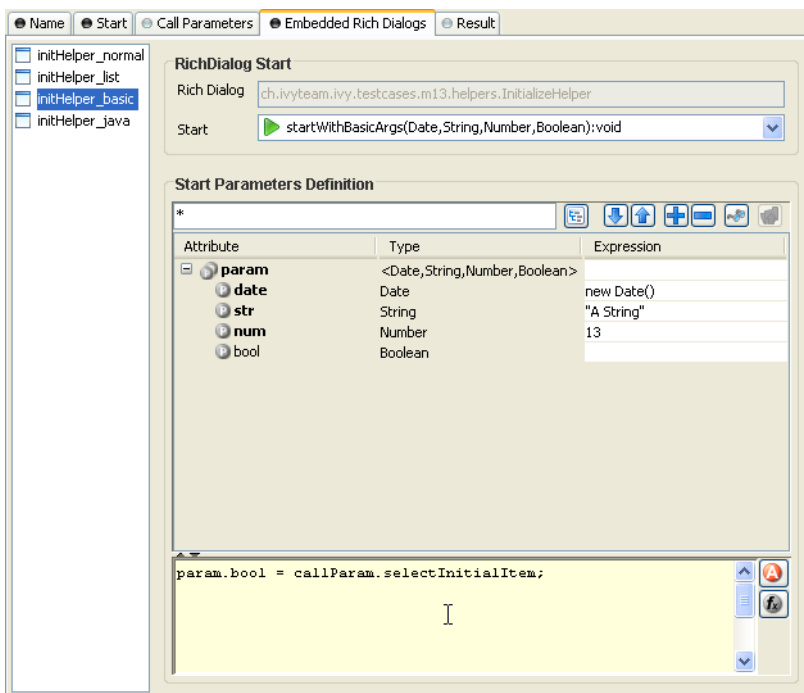 Name Start Call Parameters Embedded Rich Dialogs Result
initHelper_normal
initHelper_list
initHelper_basic
initHelper_java
RichDialog Start
Rich Dialog ch.ivyteam.ivy.testcases.m13.helpers.InitializeHelper
Start startWithBasicArgs(Date,String,Number,Boolean):void
Start Parameters Definition
*
Attribute Type Expression
param <Date,String,Number,Boolean>
date Date new Date()
str String "A String"
num Number 13
bool Boolean
param.bool = callParam.selectInitialItem;